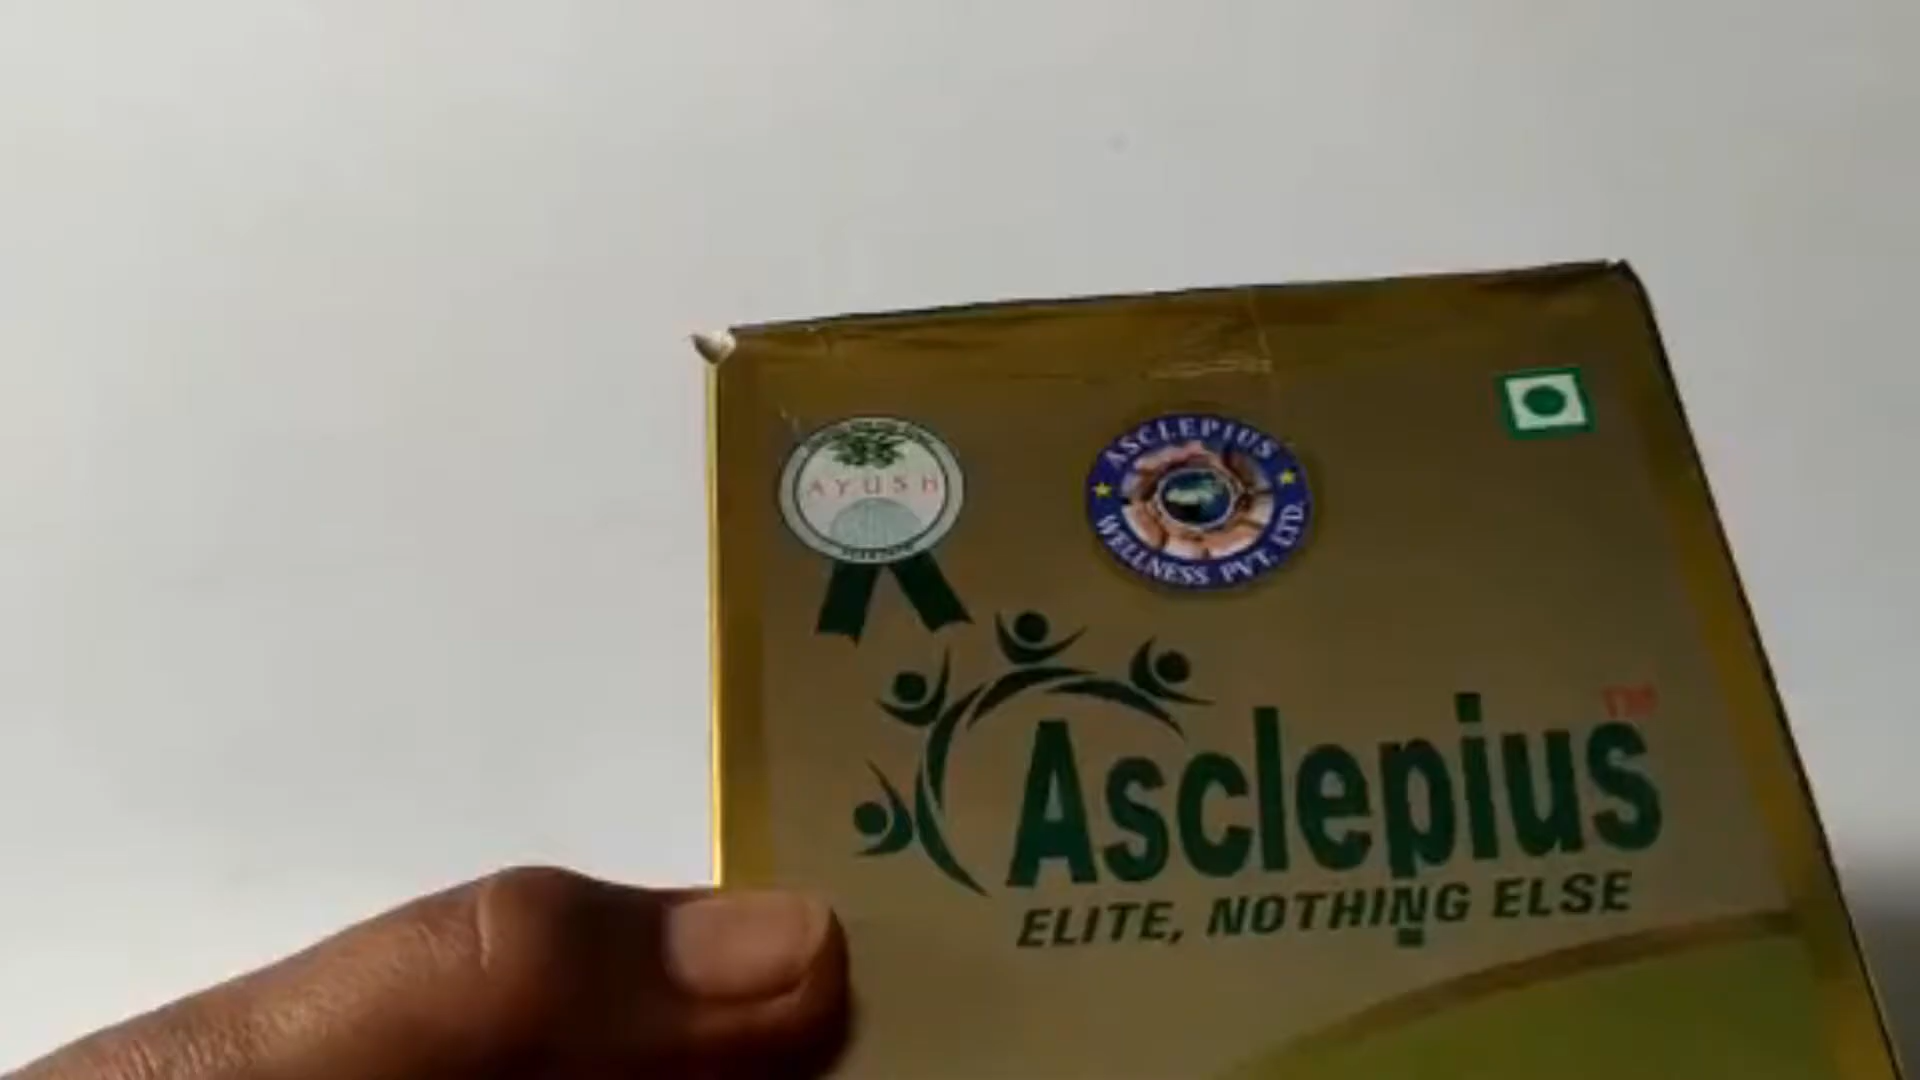 AYUSH
ASCLEPIUS
WELLNESS PVT. LTD.
Asclepius™
ELITE, NOTHING ELSE